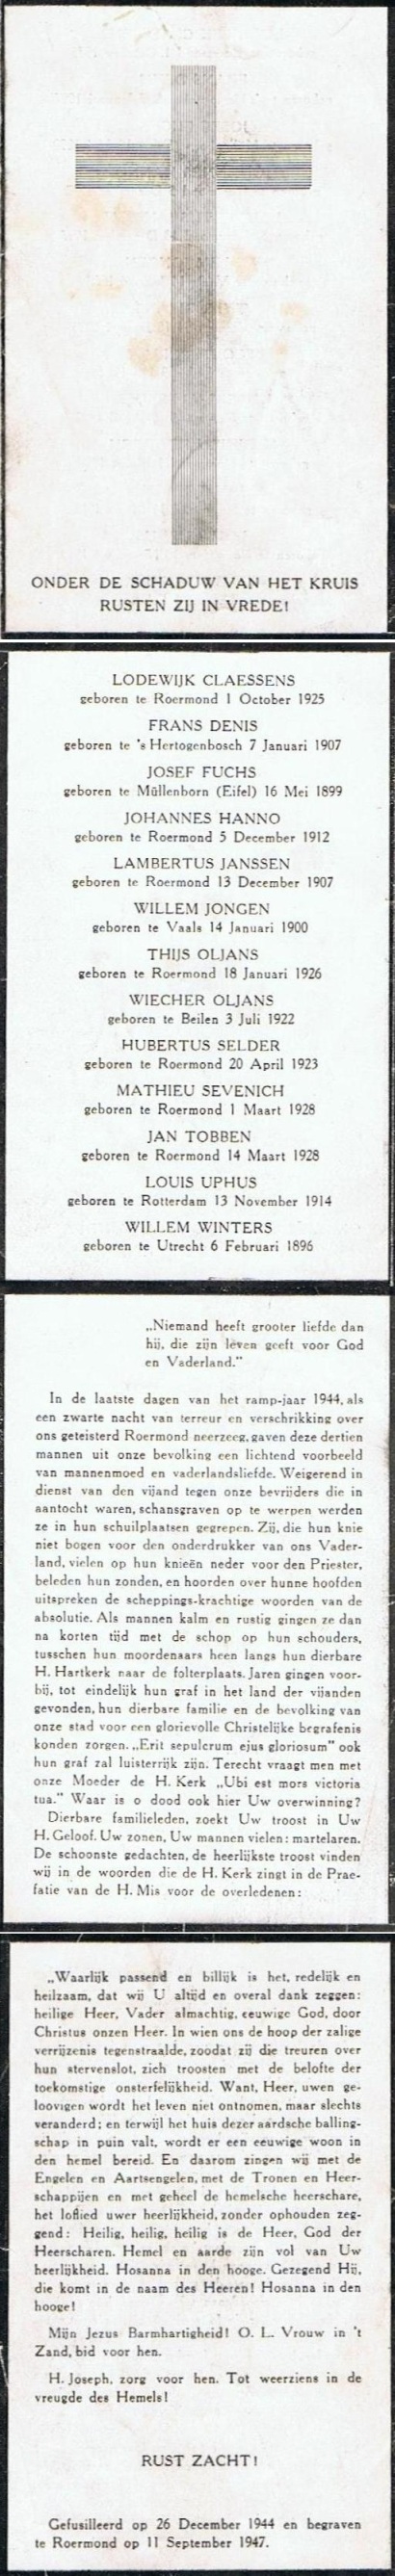 ONDER DE SCHADUW VAN HET KRUIS
RUSTEN ZIJ IN VREDE!
LODEWIJK CLAESSENS
geboren te Roermond 1 October 1925
FRANS DENIS
geboren te 's Hertogenbosch 7 Januari 1907
JOSEF FUCHS
geboren te Müllenborn (Eifel) 16 Mei 1899
JOHANNES HANNO
geboren te Roermond 5 December 1912
LAMBERTUS JANSSEN
geboren te Roermond 13 December 1907
WILLEM JONGEN
geboren te Vaals 14 Januari 1900
THIJS OLJANS
geboren te Roermond 18 Januari 1926
WIECHER OLJANS
geboren te Beilen 3 Juli 1922
HUBERTUS SELDER
geboren te Roermond 20 April 1923
MATHIEU SEVENICH
geboren te Roermond 1 Maart 1928
JAN TOBBEN
geboren te Roermond 14 Maart 1928
LOUIS UPHUS
geboren te Rotterdam 13 November 1914
WILLEM WINTERS
geboren te Utrecht 6 Februari 1896
„Niemand heeft grooter liefde dan
hij, die zijn leven geeft voor God
en Vaderland."
In de laatste dagen van het ramp-jaar 1944, als
een zwarte nacht van terreur en verschrikking over
ons geteisterd Roermond neerzeeg, gaven deze dertien
mannen uit onze bevolking een lichtend voorbeeld
van mannenmoed en vaderlandsliefde. Weigerend in
dienst van den vijand tegen onze bevrijders die in
aantocht waren, schansgraven op te werpen werden
ze in hun schuilplaatsen gegrepen. Zij, die hun knie
niet bogen voor den onderdrukker van ons Vader-
land, vielen op hun knieën neder voor den Priester,
beleden hun zonden, en hoorden over hunne hoofden
uitspreken de scheppings-krachtige woorden van de
absolutie. Als mannen kalm en rustig gingen ze dan
na korten tijd met de schop op hun schouders,
tusschen hun moordenaars heen langs hun dierbare
H. Hartkerk naar de folterplaats. Jaren gingen voor-
bij, tot eindelijk hun graf in het land der vijanden
gevonden, hun dierbare familie en de bevolking van
onze stad voor een glorievolle Christelijke begrafenis
konden zorgen. „Erit sepulcrum ejus gloriosum" ook
hun graf zal luisterrijk zijn. Terecht vraagt men met
onze Moeder de H. Kerk „Ubi est mors victoria
tua." Waar is o dood ook hier Uw overwinning?
Dierbare familieleden, zoekt Uw troost in Uw
H. Geloof. Uw zonen, Uw mannen vielen: martelaren.
De schoonste gedachten, de heerlijkste troost vinden
wij in de woorden die de H. Kerk zingt in de Prae-
fatie van de H. Mis voor de overledenen:
„Waarlijk passend en billijk is het, redelijk en
heilzaam, dat wij U altijd en overal dank zeggen:
heilige Heer, Vader almachtig, eeuwige God, door
Christus onzen Heer. In wien ons de hoop der zalige
verrijzenis tegenstraalde, zoodat zij die treuren over
hun stervenslot, zich troosten met de belofte der
toekomstige onsterfelijkheid. Want, Heer, uwen ge-
loovigen wordt het leven niet ontnomen, maar slechts
veranderd; en terwijl het huis dezer aardsche balling-
schap in puin valt, wordt er een eeuwige woon in
den hemel bereid. En daarom zingen wij met de
Engelen en Aartsengelen, met de Tronen en Heer-
schappijen en met geheel de hemelsche heerschare,
het loflied uwer heerlijkheid, zonder ophouden zeg-
gend: Heilig, heilig, heilig is de Heer, God der
Heerscharen. Hemel en aarde zijn vol van Uw
heerlijkheid. Hosanna in den hooge. Gezegend Hij,
die komt in de naam des Heeren! Hosanna in den
hooge!
Mijn Jezus Barmhartigheid! O. L. Vrouw in 't
Zand, bid voor hen.
H. Joseph, zorg voor hen. Tot weerziens in de
vreugde des Hemels!
RUST ZACHT!
Gefusilleerd op 26 December 1944 en begraven
te Roermond op 11 September 1947.